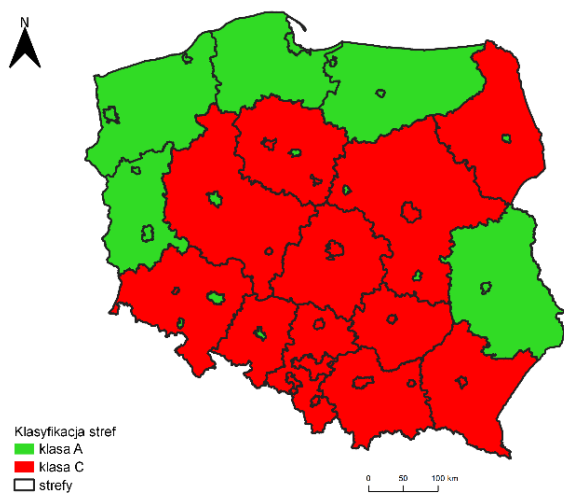 N
Klasyfikacja stref
klasa A
klasa C
strefy
0 50 100 km